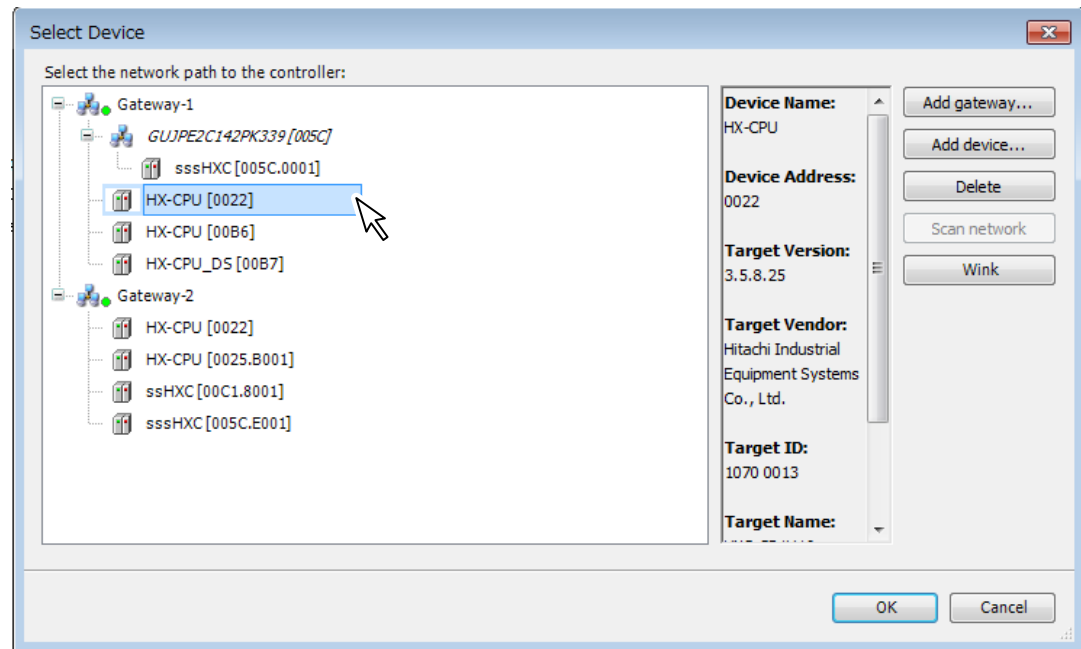 Select Device
Select the network path to the controller:
Gateway-1
GUJPE2C142PK339 [005C]
sssHXC [005C.0001]
HX-CPU [0022]
HX-CPU [00B6]
HX-CPU_DS [00B7]
Gateway-2
HX-CPU [0022]
HX-CPU [0025.B001]
ssHXC [00C1.8001]
sssHXC [005C.E001]
Device Name:
HX-CPU
Device Address:
0022
Target Version:
3.5.8.25
Target Vendor:
Hitachi Industrial
Equipment Systems
Co., Ltd.
Target ID:
1070 0013
Target Name:
Add gateway...
Add device...
Delete
Scan network
Wink
OK
Cancel